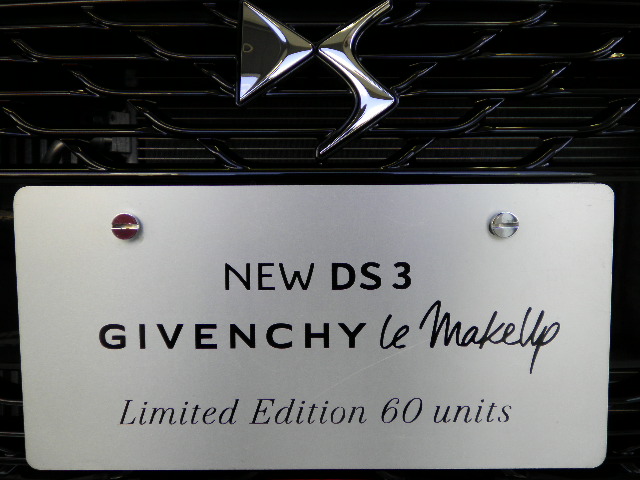 NEW DS 3
GIVENCHY le MakeUp
Limited Edition 60 units